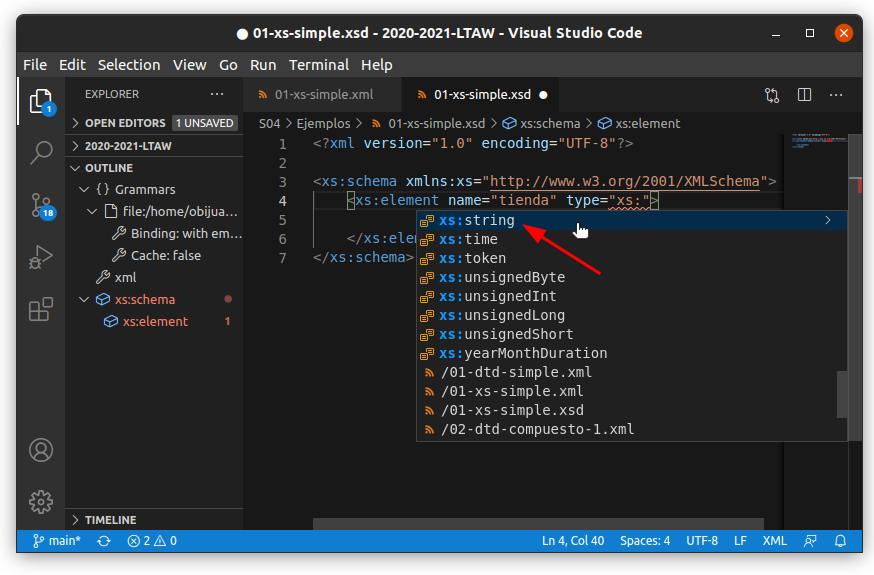 ● 01-xs-simple.xsd - 2020-2021-LTAW - Visual Studio Code
File Edit Selection View Go Run Terminal Help
EXPLORER
OPEN EDITORS 1 UNSAVED
2020-2021-LTAW
OUTLINE
{ } Grammars
file:/home/obijua...
Binding: with em...
Cache: false
xml
xs:schema
xs:element 1
TIMELINE
1
18
01-xs-simple.xml
01-xs-simple.xsd ●
S04 > Ejemplos > 01-xs-simple.xsd > xs:schema > xs:element
1 <?xml version="1.0" encoding="UTF-8"?>
2
3 <xs:schema xmlns:xs="http://www.w3.org/2001/XMLSchema">
4 <xs:element name="tienda" type="xs:">
5
6 </xs:ele
7 </xs:schema>
xs:string
xs:time
xs:token
xs:unsignedByte
xs:unsignedInt
xs:unsignedLong
xs:unsignedShort
xs:yearMonthDuration
/01-dtd-simple.xml
/01-xs-simple.xml
/01-xs-simple.xsd
/02-dtd-compuesto-1.xml
main* 2 0 Ln 4, Col 40 Spaces: 4 UTF-8 LF XML